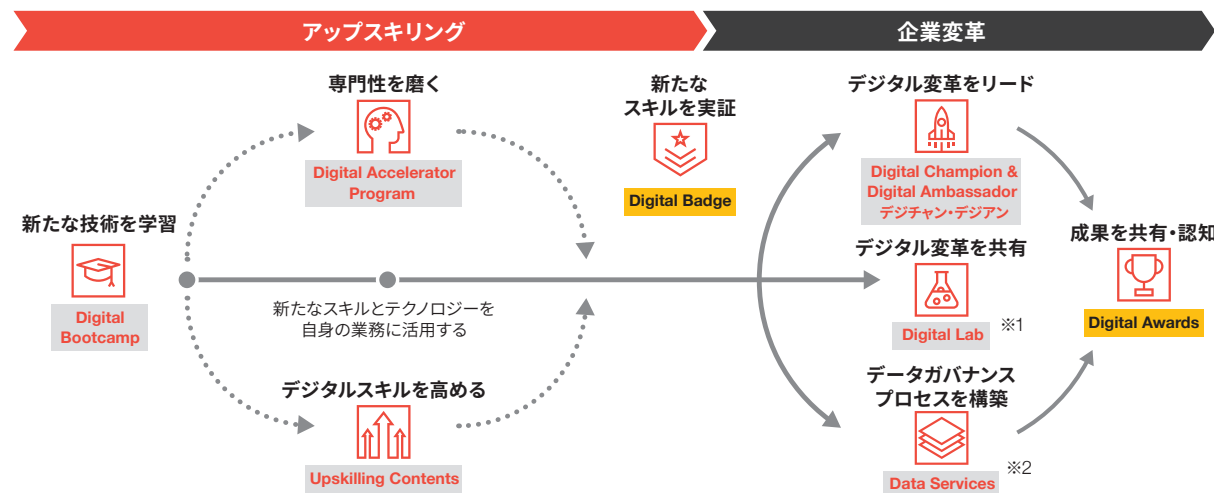 アップスキリング
企業変革
新たな技術を学習
Digital
Bootcamp
専門性を磨く
Digital Accelerator
Program
新たなスキルとテクノロジーを
自身の業務に活用する
デジタルスキルを高める
Upskilling Contents
新たな
スキルを実証
Digital Badge
デジタル変革をリード
Digital Champion &
Digital Ambassador
デジチャン・デジアン
デジタル変革を共有
Digital Lab ※1
データガバナンス
プロセスを構築
Data Services ※2
成果を共有・認知
Digital Awards